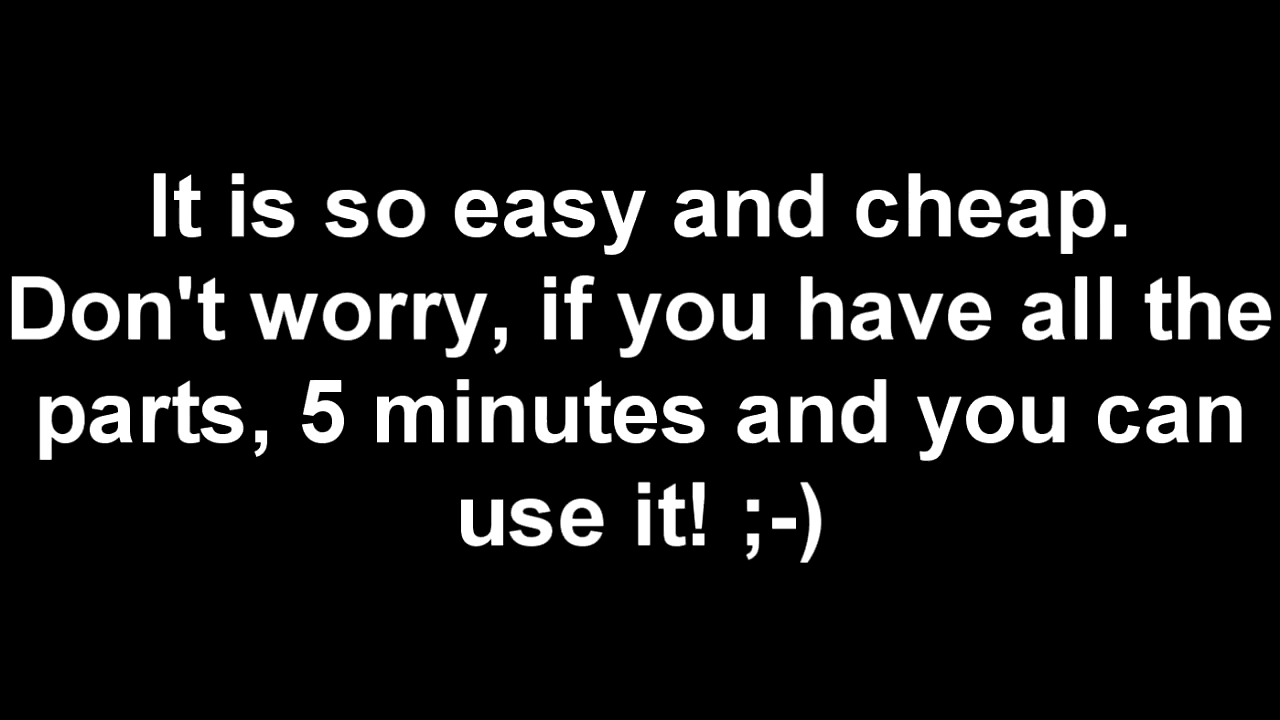 It is so easy and cheap.
Don't worry, if you have all the
parts, 5 minutes and you can
use it! ;-)